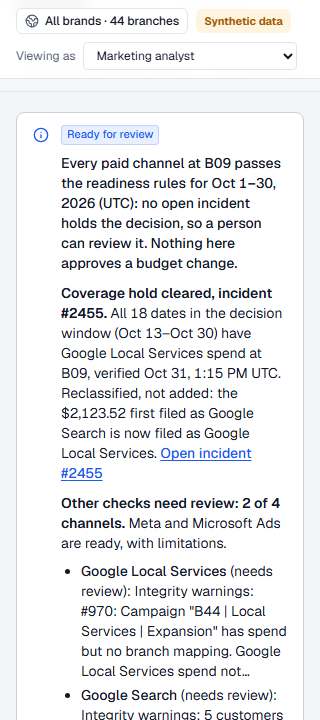 All brands · 44 branches
Synthetic data
Viewing as
Marketing analyst
Ready for review
Every paid channel at B09 passes
the readiness rules for Oct 1–30,
2026 (UTC): no open incident
holds the decision, so a person
can review it. Nothing here
approves a budget change.
Coverage hold cleared, incident
#2455. All 18 dates in the decision
window (Oct 13–Oct 30) have
Google Local Services spend at
B09, verified Oct 31, 1:15 PM UTC.
Reclassified, not added: the
$2,123.52 first filed as Google
Search is now filed as Google
Local Services. Open incident
#2455
Other checks need review: 2 of 4
channels. Meta and Microsoft Ads
are ready, with limitations.
• Google Local Services (needs
review): Integrity warnings:
#970: Campaign "B44 | Local
Services | Expansion" has spend
but no branch mapping. Google
Local Services spend not...
• Google Search (needs review):
Integrity warnings: 5 customers